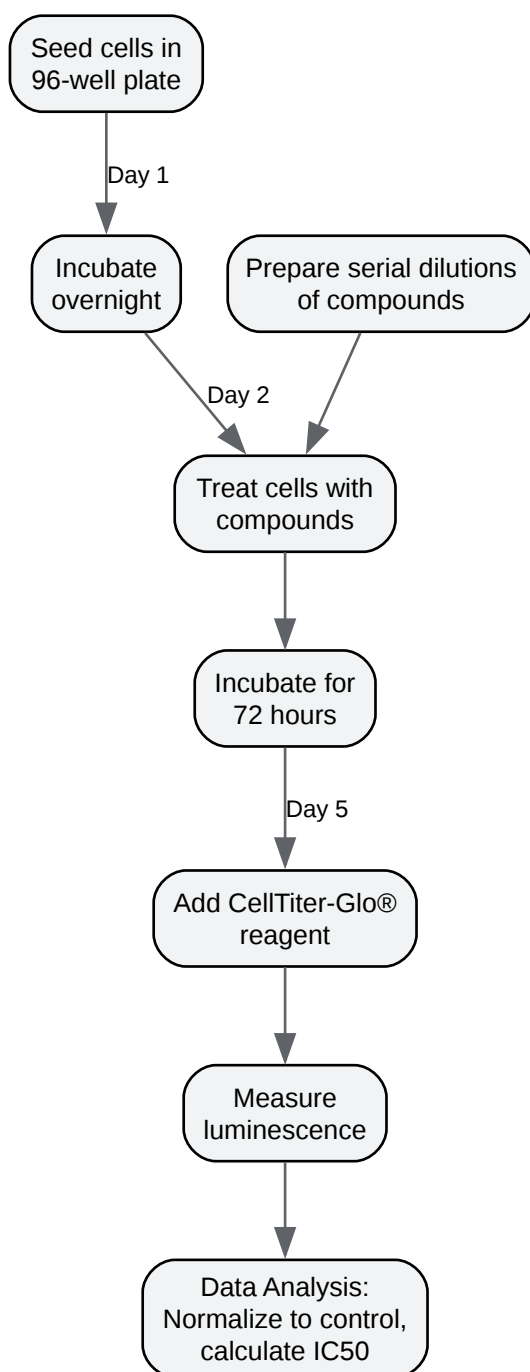 Seed cells in
96-well plate
Day 1
Incubate
overnight
Prepare serial dilutions
of compounds
Day 2
Treat cells with
compounds
Incubate for
72 hours
Day 5
Add CellTiter-Glo®
reagent
Measure
luminescence
Data Analysis:
Normalize to control,
calculate IC50